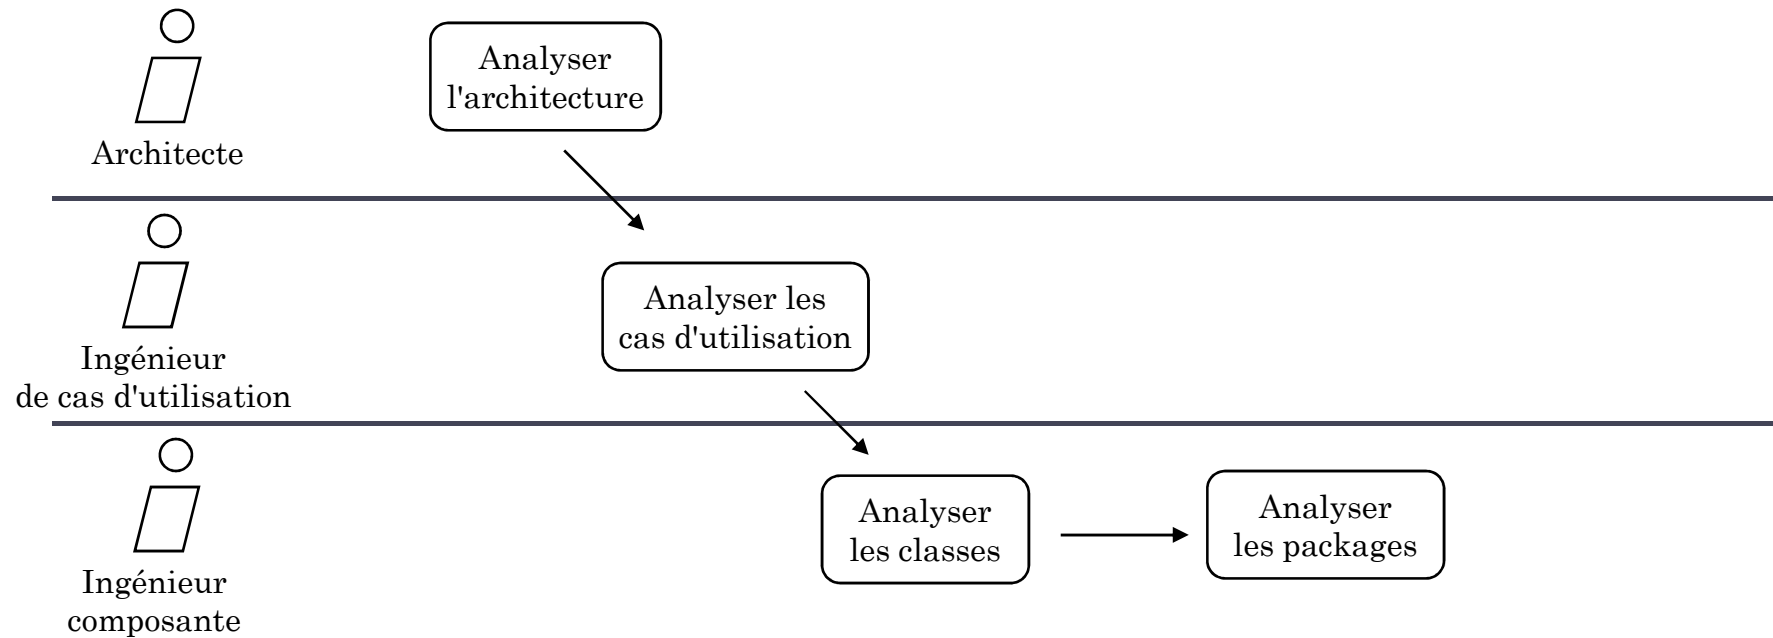 Analyser
l'architecture
Architecte
Analyser les
cas d'utilisation
Ingénieur
de cas d'utilisation
Analyser
les classes
Analyser
les packages
Ingénieur
composante